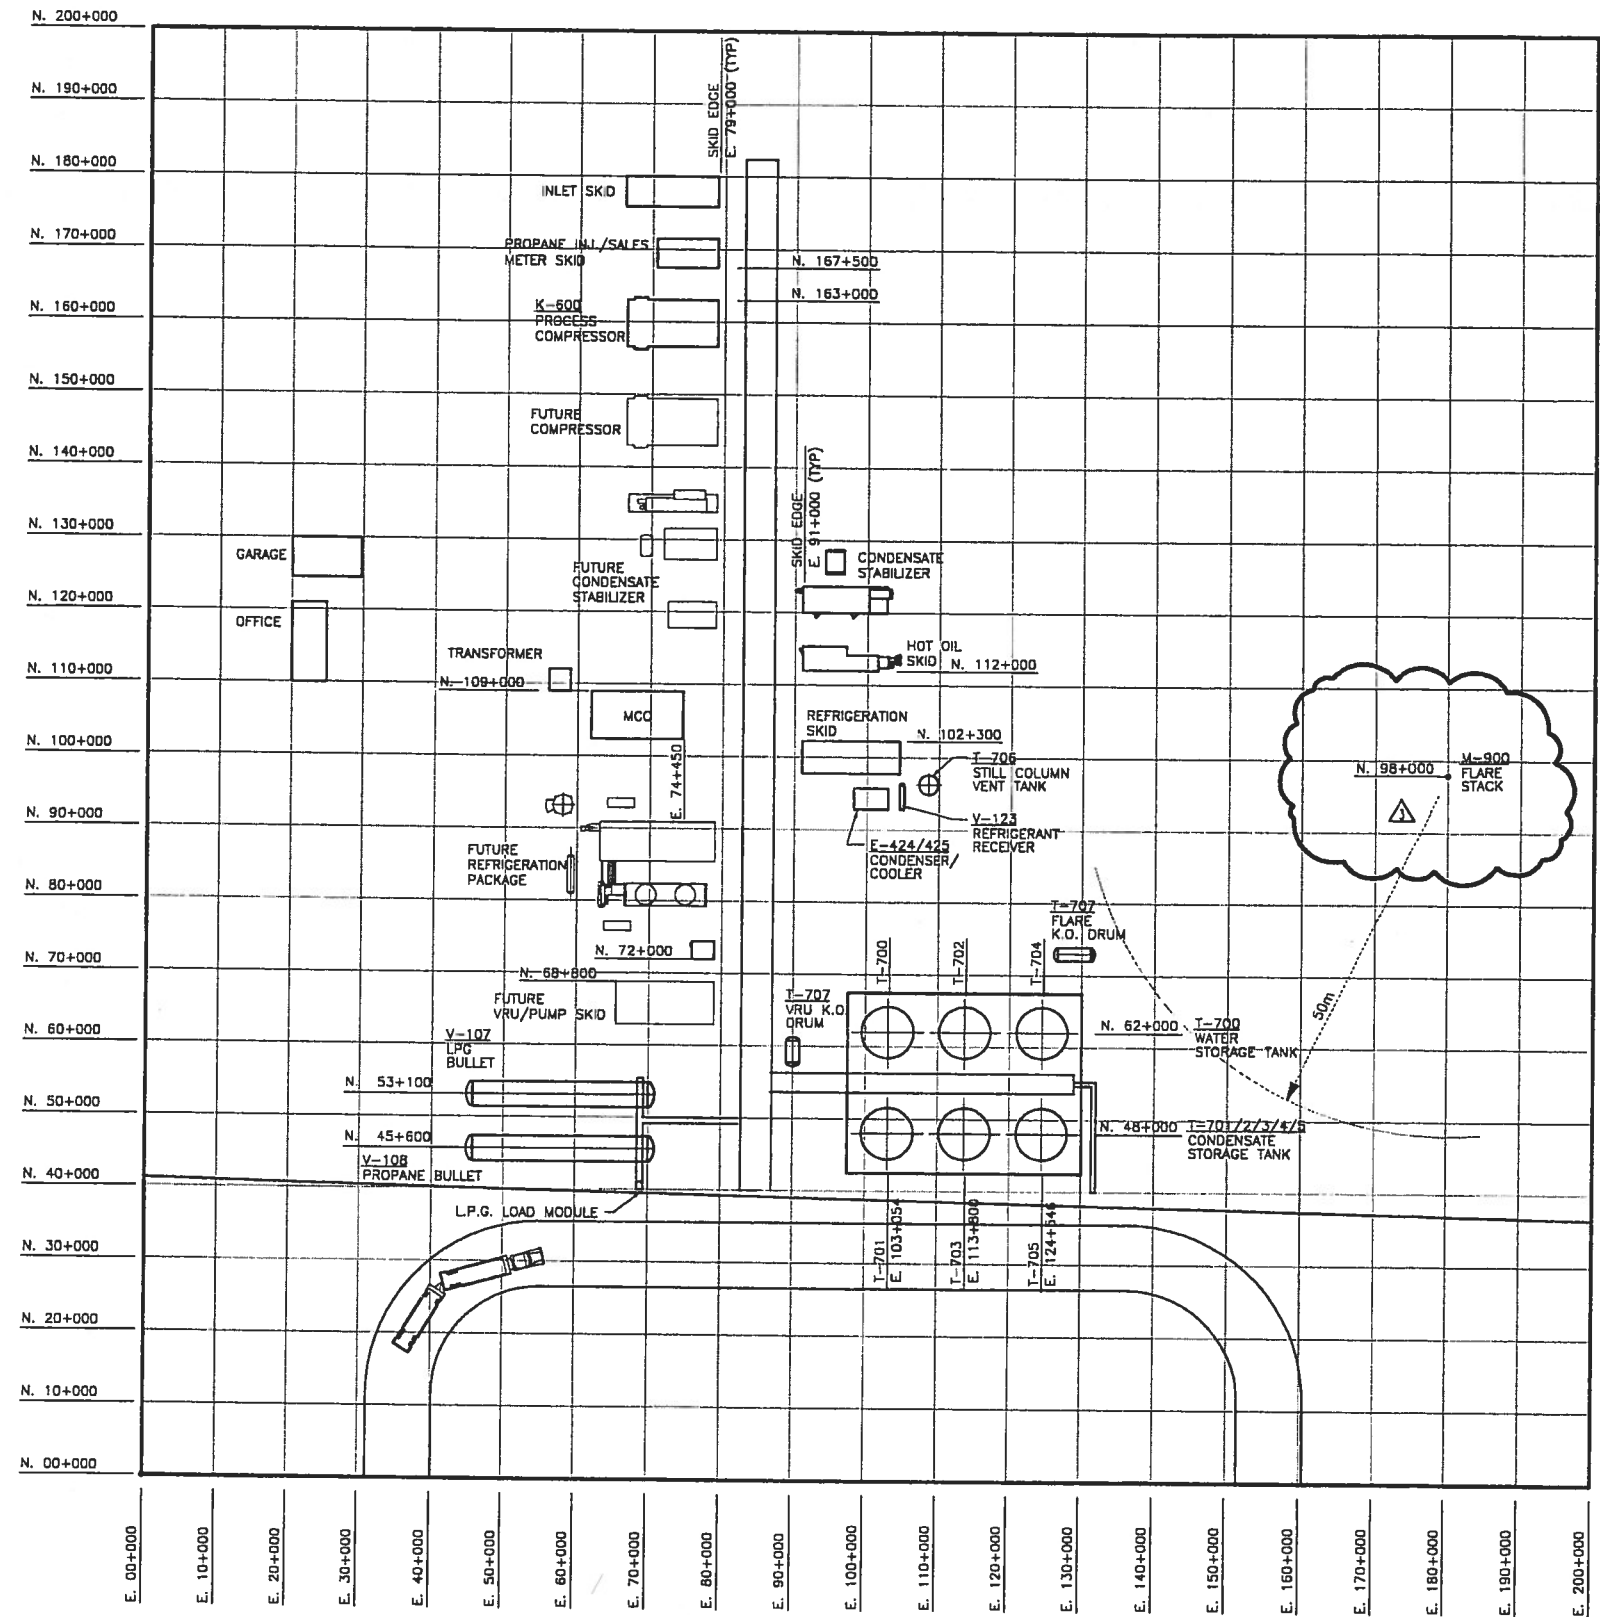 N. 200+000
N. 190+000
N. 180+000
N. 170+000
N. 160+000
N. 150+000
N. 140+000
N. 130+000
N. 120+000
N. 110+000
N. 100+000
N. 90+000
N. 80+000
N. 70+000
N. 60+000
N. 50+000
N. 40+000
N. 30+000
N. 20+000
N. 10+000
N. 00+000
SKID EDGE
E. 79+000 (TYP)
INLET SKID
PROPANE INJ./SALES
METER SKID
N. 167+500
N. 163+000
K-600
PROCESS
COMPRESSOR
FUTURE
COMPRESSOR
SKID EDGE
E. 91+000 (TYP)
GARAGE
CONDENSATE
STABILIZER
FUTURE
CONDENSATE
STABILIZER
OFFICE
TRANSFORMER
N. 109+000
HOT OIL
SKID
N. 112+000
MCC
REFRIGERATION
SKID
N. 102+300
E. 74+450
T-706
STILL COLUMN
VENT TANK
N. 98+000
M-900
FLARE
STACK
V-123
REFRIGERANT
RECEIVER
E-424/425
CONDENSER/
COOLER
FUTURE
REFRIGERATION
PACKAGE
T-707
FLARE
K.O. DRUM
N. 72+000
N. 68+800
FUTURE
VRU/PUMP SKID
T-700
T-702
T-704
T-707
VRU K.O.
DRUM
50m
N. 62+000
T-700
WATER
STORAGE TANK
V-107
LPG
BULLET
N. 53+100
N. 45+600
V-108
PROPANE BULLET
N. 48+000
T-701/2/3/4/5
CONDENSATE
STORAGE TANK
L.P.G. LOAD MODULE
T-701
E. 103+054
T-703
E. 113+800
T-705
E. 124+546
E. 00+000
E. 10+000
E. 20+000
E. 30+000
E. 40+000
E. 50+000
E. 60+000
E. 70+000
E. 80+000
E. 90+000
E. 100+000
E. 110+000
E. 120+000
E. 130+000
E. 140+000
E. 150+000
E. 160+000
E. 170+000
E. 180+000
E. 190+000
E. 200+000